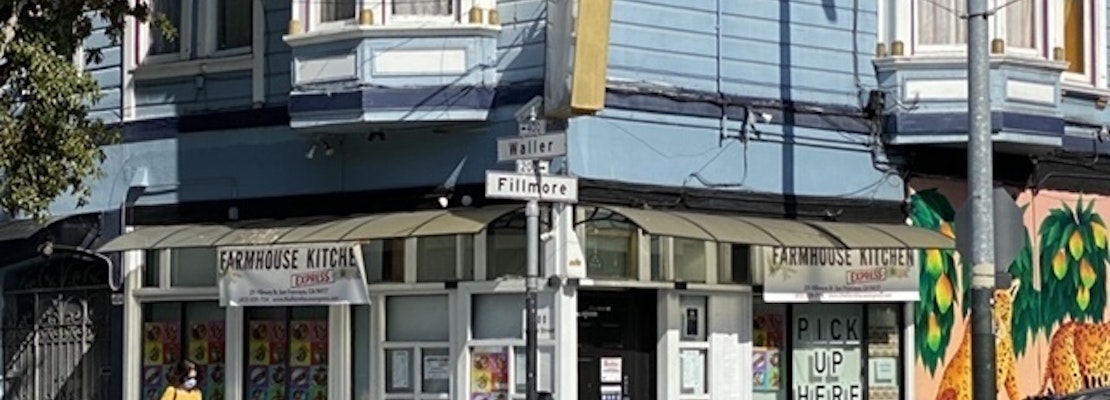 Waller
Fillmore
FARMHOUSE KITCHE
EXPRESS
FARMHOUSE KITCHEN
EXPRESS
PICK
UP
HERE